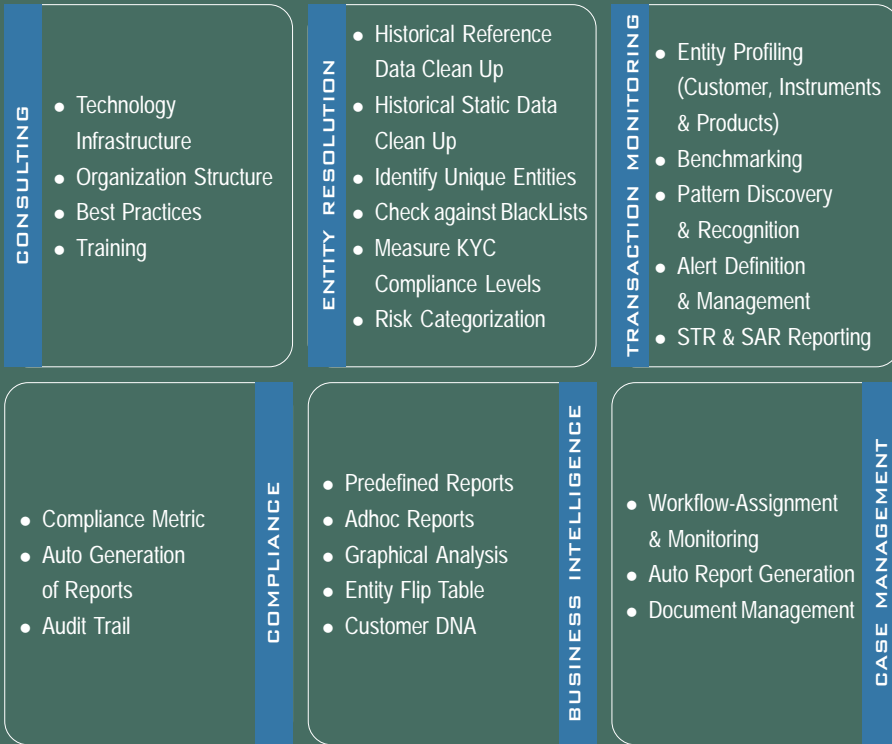 CONSULTING
• Technology
Infrastructure
• Organization Structure
• Best Practices
• Training
ENTITY RESOLUTION
• Historical Reference
Data Clean Up
• Historical Static Data
Clean Up
• Identify Unique Entities
• Check against BlackLists
• Measure KYC
Compliance Levels
• Risk Categorization
TRANSACTION MONITORING
• Entity Profiling
(Customer, Instruments
& Products)
• Benchmarking
• Pattern Discovery
& Recognition
• Alert Definition
& Management
• STR & SAR Reporting
• Compliance Metric
• Auto Generation
of Reports
• Audit Trail
COMPLIANCE
• Predefined Reports
• Adhoc Reports
• Graphical Analysis
• Entity Flip Table
• Customer DNA
BUSINESS INTELLIGENCE
• Workflow-Assignment
& Monitoring
• Auto Report Generation
• Document Management
CASE MANAGEMENT